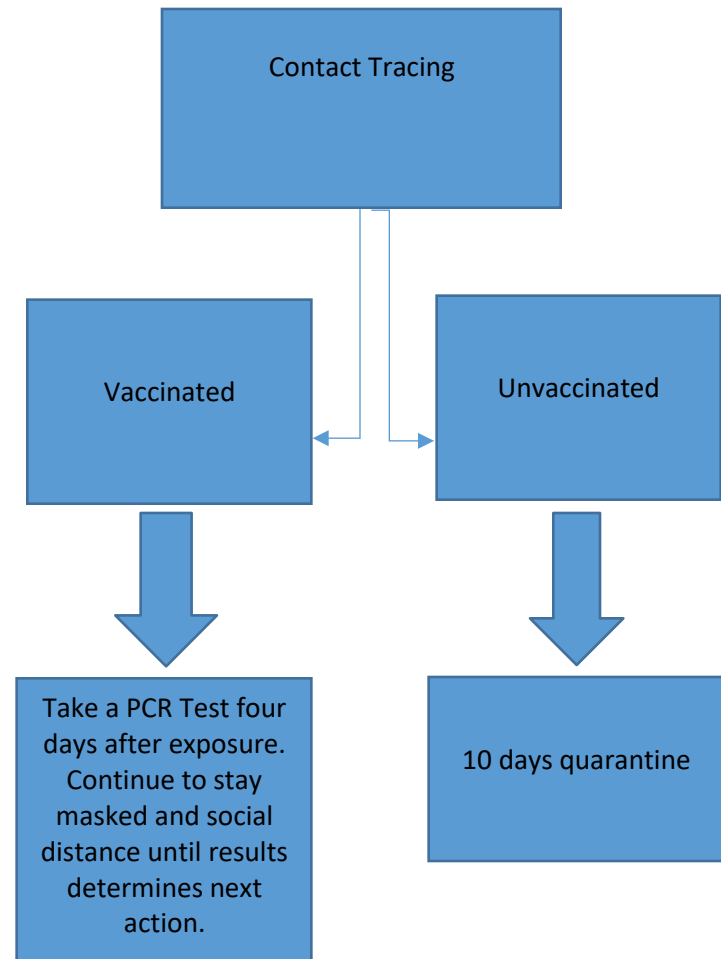 Contact Tracing
Vaccinated
Unvaccinated
Take a PCR Test four
days after exposure.
Continue to stay
masked and social
distance until results
determines next
action.
10 days quarantine